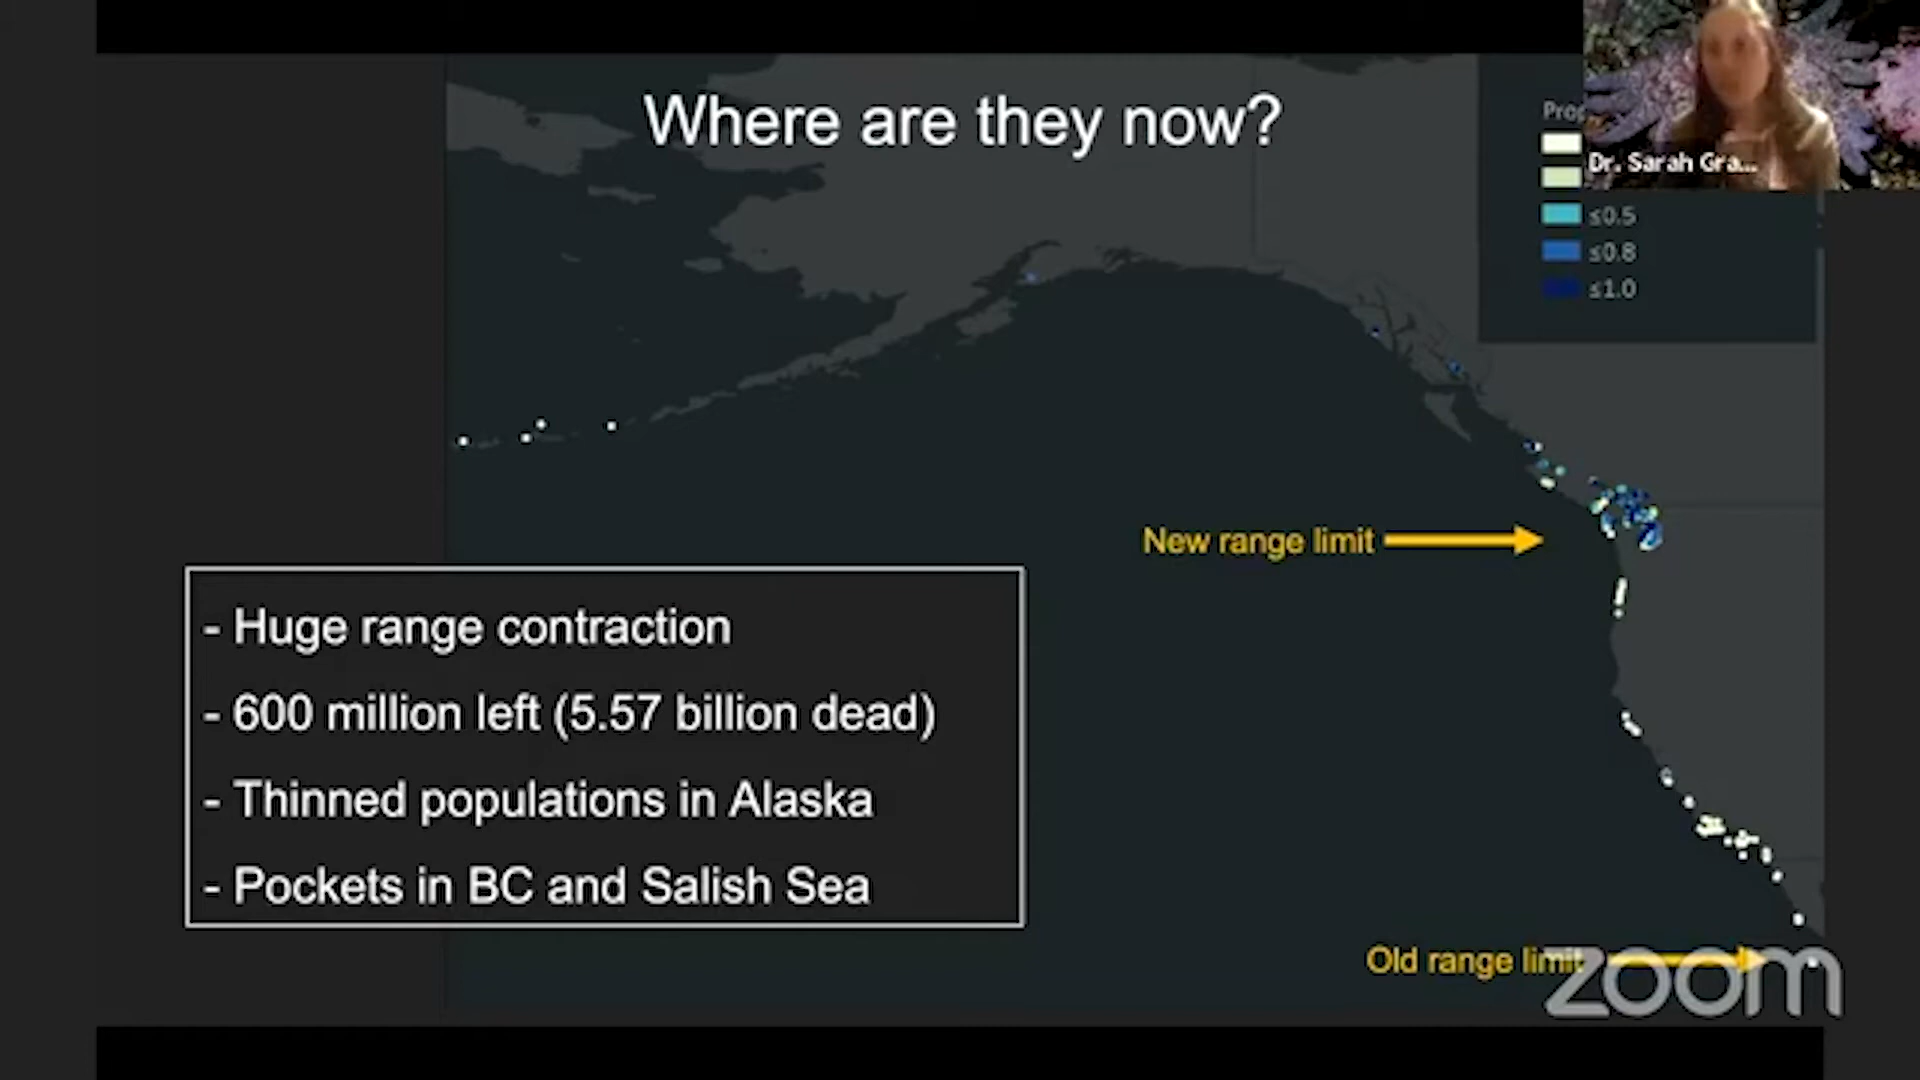 Where are they now?
Dr. Sarah Gra...
≤0.5
≤0.8
≤1.0
New range limit
- Huge range contraction
- 600 million left (5.57 billion dead)
- Thinned populations in Alaska
- Pockets in BC and Salish Sea
Old range limit
zoom